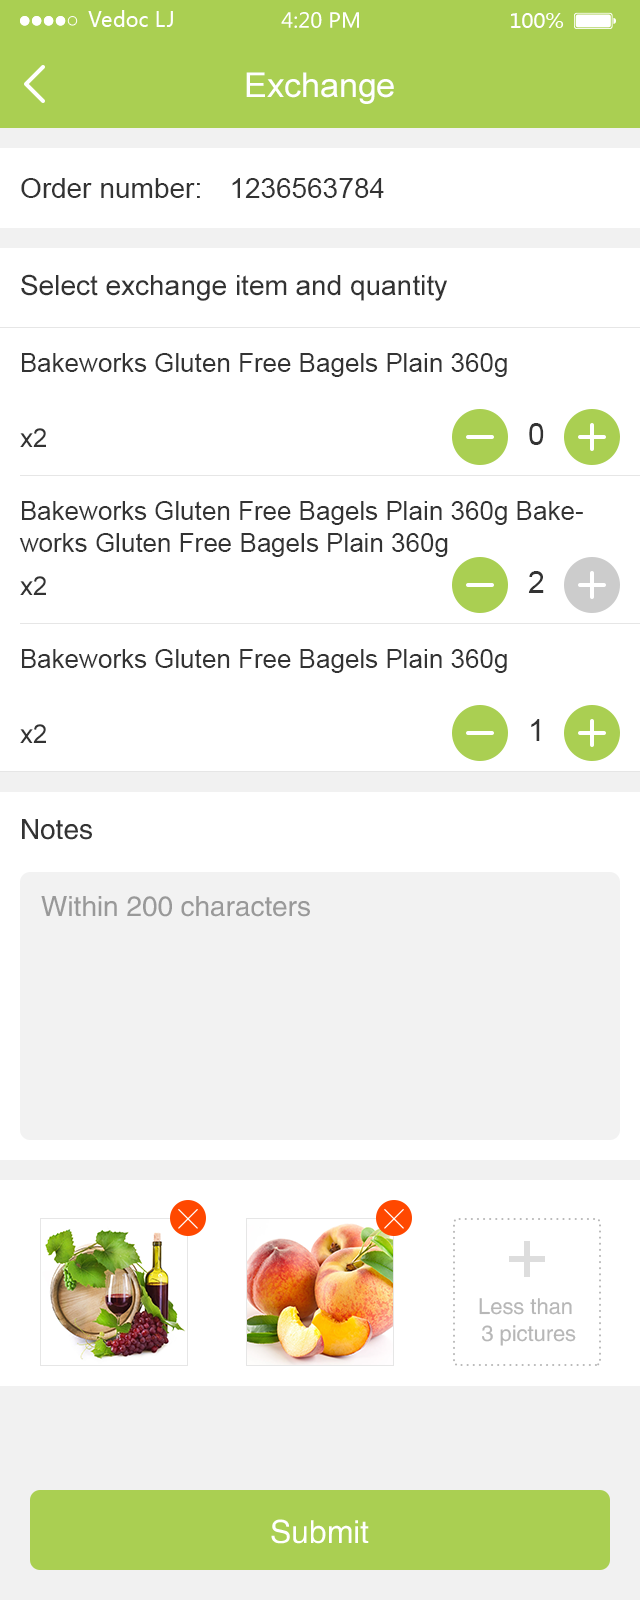 Vedoc LJ 4:20 PM 100%
Exchange
Order number: 1236563784
Select exchange item and quantity
Bakeworks Gluten Free Bagels Plain 360g
x2 0
Bakeworks Gluten Free Bagels Plain 360g Bake-
works Gluten Free Bagels Plain 360g
x2 2
Bakeworks Gluten Free Bagels Plain 360g
x2 1
Notes
Within 200 characters
Less than
3 pictures
Submit